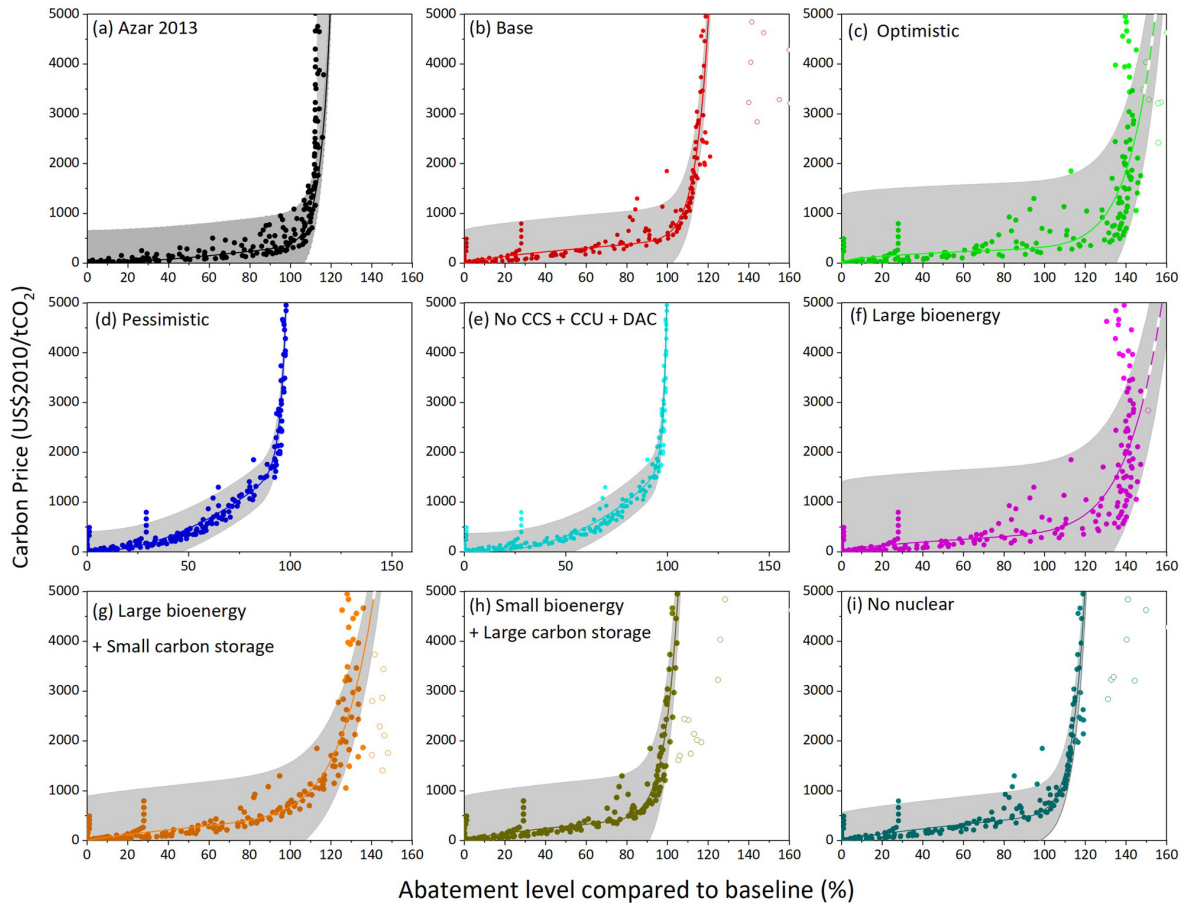 (a) Azar 2013
(b) Base
(c) Optimistic
5000
4000
3000
2000
1000
0
0 20 40 60 80 100 120 140 160
5000
4000
3000
2000
1000
0
0 20 40 60 80 100 120 140 160
5000
4000
3000
2000
1000
0
0 20 40 60 80 100 120 140 160
Carbon Price (US$2010/tCO2)
(d) Pessimistic
(e) No CCS + CCU + DAC
(f) Large bioenergy
5000
4000
3000
2000
1000
0
50 100 150
5000
4000
3000
2000
1000
0
50 100 150
5000
4000
3000
2000
1000
0
0 20 40 60 80 100 120 140 160
(g) Large bioenergy
+ Small carbon storage
(h) Small bioenergy
+ Large carbon storage
(i) No nuclear
5000
4000
3000
2000
1000
0
0 20 40 60 80 100 120 140 160
5000
4000
3000
2000
1000
0
0 20 40 60 80 100 120 140 160
5000
4000
3000
2000
1000
0
0 20 40 60 80 100 120 140 160
Abatement level compared to baseline (%)